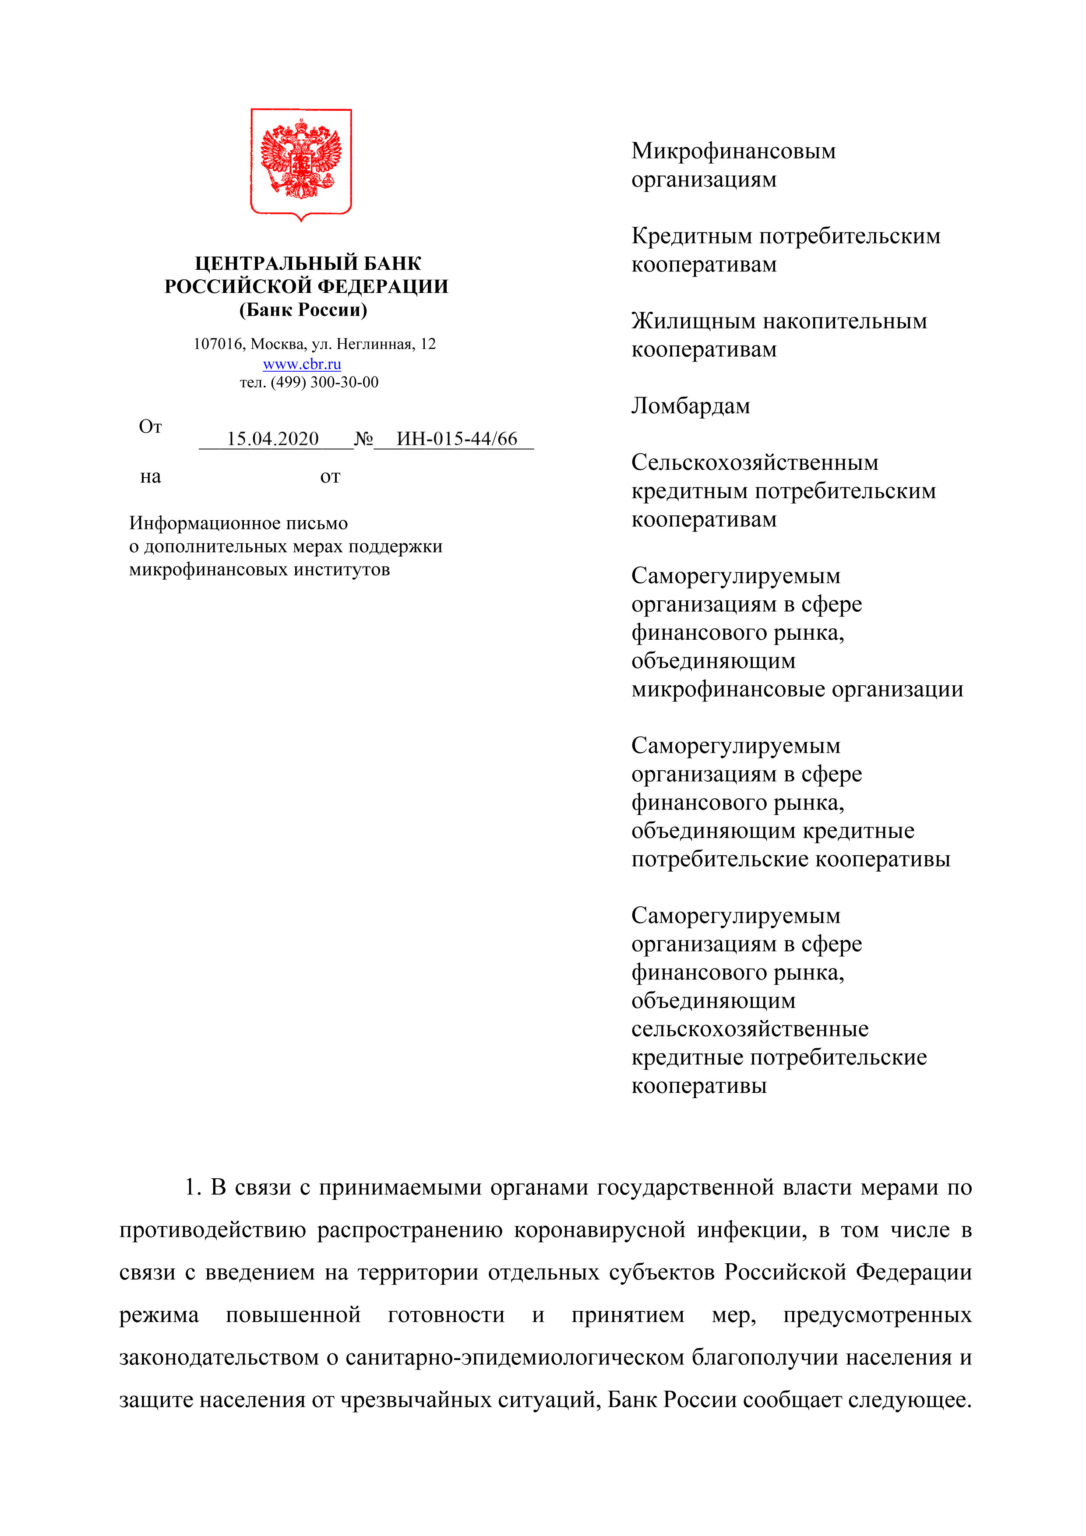 ЦЕНТРАЛЬНЫЙ БАНК
РОССИЙСКОЙ ФЕДЕРАЦИИ
(Банк России)
107016, Москва, ул. Неглинная, 12
www.cbr.ru
тел. (499) 300-30-00
От 15.04.2020 № ИН-015-44/66
на от
Информационное письмо
о дополнительных мерах поддержки
микрофинансовых институтов
Микрофинансовым
организациям
Кредитным потребительским
кооперативам
Жилищным накопительным
кооперативам
Ломбардам
Сельскохозяйственным
кредитным потребительским
кооперативам
Саморегулируемым
организациям в сфере
финансового рынка,
объединяющим
микрофинансовые организации
Саморегулируемым
организациям в сфере
финансового рынка,
объединяющим кредитные
потребительские кооперативы
Саморегулируемым
организациям в сфере
финансового рынка,
объединяющим
сельскохозяйственные
кредитные потребительские
кооперативы
1. В связи с принимаемыми органами государственной власти мерами по
противодействию распространению коронавирусной инфекции, в том числе в
связи с введением на территории отдельных субъектов Российской Федерации
режима повышенной готовности и принятием мер, предусмотренных
законодательством о санитарно-эпидемиологическом благополучии населения и
защите населения от чрезвычайных ситуаций, Банк России сообщает следующее.